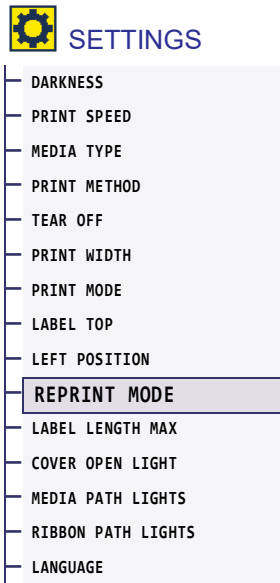 SETTINGS
DARKNESS
PRINT SPEED
MEDIA TYPE
PRINT METHOD
TEAR OFF
PRINT WIDTH
PRINT MODE
LABEL TOP
LEFT POSITION
REPRINT MODE
LABEL LENGTH MAX
COVER OPEN LIGHT
MEDIA PATH LIGHTS
RIBBON PATH LIGHTS
LANGUAGE